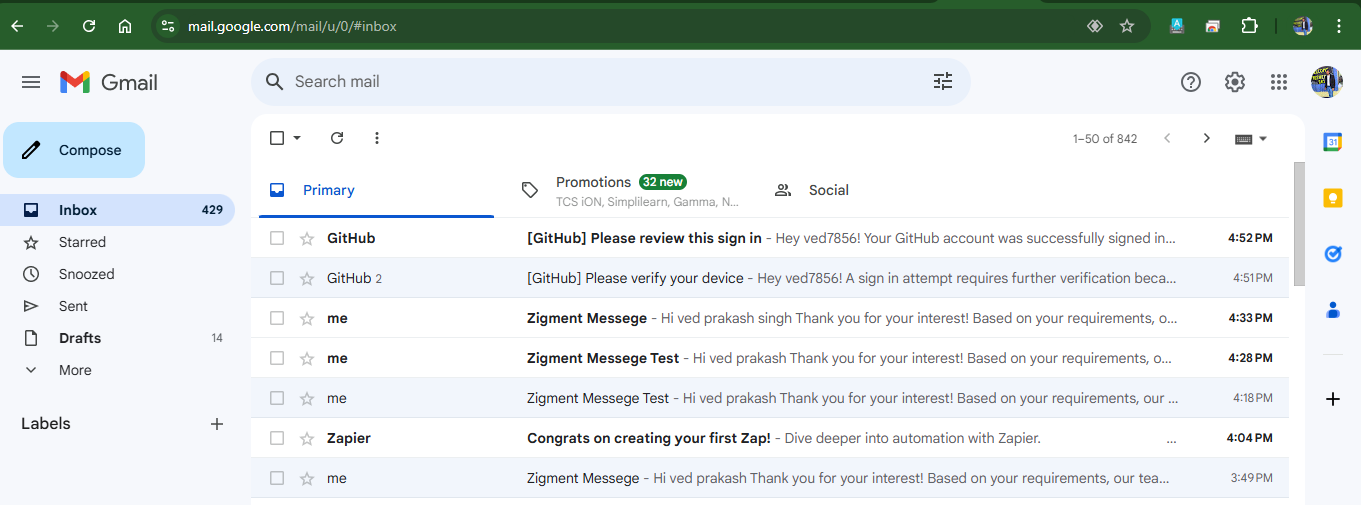 mail.google.com/mail/u/0/#inbox
Gmail
Search mail
Compose
1–50 of 842
Inbox 429
Starred
Snoozed
Sent
Drafts 14
More
Labels
Primary
Promotions 32 new
TCS iON, Simplilearn, Gamma, N...
Social
GitHub [GitHub] Please review this sign in - Hey ved7856! Your GitHub account was successfully signed in... 4:52 PM
GitHub 2 [GitHub] Please verify your device - Hey ved7856! A sign in attempt requires further verification beca... 4:51 PM
me Zigment Messege - Hi ved prakash singh Thank you for your interest! Based on your requirements, o... 4:33 PM
me Zigment Messege Test - Hi ved prakash Thank you for your interest! Based on your requirements, o... 4:28 PM
me Zigment Messege Test - Hi ved prakash Thank you for your interest! Based on your requirements, our ... 4:18 PM
Zapier Congrats on creating your first Zap! - Dive deeper into automation with Zapier. ... 4:04 PM
me Zigment Messege - Hi ved prakash Thank you for your interest! Based on your requirements, our tea... 3:49 PM
31